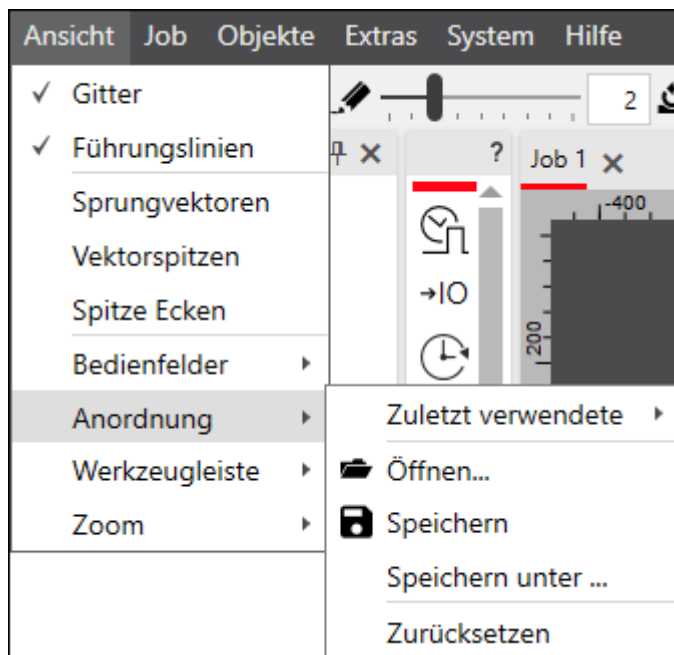 Ansicht Job Objekte Extras System Hilfe
✓ Gitter
2
✓ Führungslinien
? Job 1
Sprungvektoren
-400
Vektorspitzen
→IO
Spitze Ecken
200
Bedienfelder
Anordnung
Zuletzt verwendete
Werkzeugleiste
Öffnen...
Zoom
Speichern
Speichern unter ...
Zurücksetzen